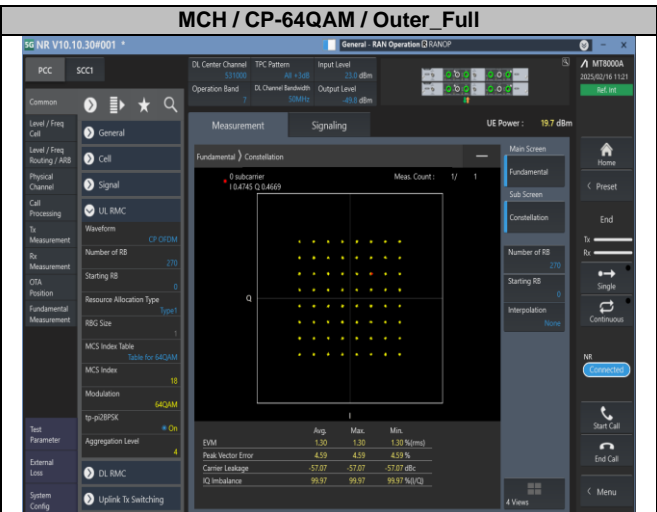 MCH / CP-64QAM / Outer_Full
5G NR V10.10.30#001 *
General - RAN Operation RANOP
PCC SCC1
DL Center Channel TPC Pattern Input Level
531000 All +3dB 23.0 dBm
Operation Band DL Channel Bandwidth Output Level
7 50MHz -49.0 dBm
MT8000A
2025/02/16 11:21
Ref. Int
Common
Level / Freq
Cell
Level / Freq
Routing / ARB
Physical
Channel
Call
Processing
Tx
Measurement
Rx
Measurement
OTA
Position
Fundamental
Measurement
Test
Parameter
External
Loss
System
Config
General
Cell
Signal
UL RMC
Waveform
CP OFDM
Number of RB
270
Starting RB
0
Resource Allocation Type
Type1
RBG Size
1
MCS Index Table
Table for 64QAM
MCS Index
18
Modulation
64QAM
tp-pi2BPSK
On
Aggregation Level
4
DL RMC
Uplink Tx Switching
Measurement Signaling UE Power : 19.7 dBm
Fundamental Constellation
0 subcarrier Meas. Count : 1/ 1
I 0.4745 Q 0.4669
Q
I
Avg. Max. Min.
EVM 1.30 1.30 1.30 %(rms)
Peak Vector Error 4.59 4.59 4.59 %
Carrier Leakage -57.07 -57.07 -57.07 dBc
IQ Imbalance 99.97 99.97 99.97 %(I/Q)
Main Screen
Fundamental
Sub Screen
Constellation
Number of RB
270
Starting RB
0
Interpolation
None
4 Views
Home
Preset
End
Tx
Rx
Single
Continuous
NR
Connected
Start Call
End Call
Menu